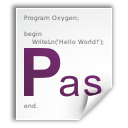 Program Oxygen;
begin
WriteLn('Hello World!');
Pas
end.